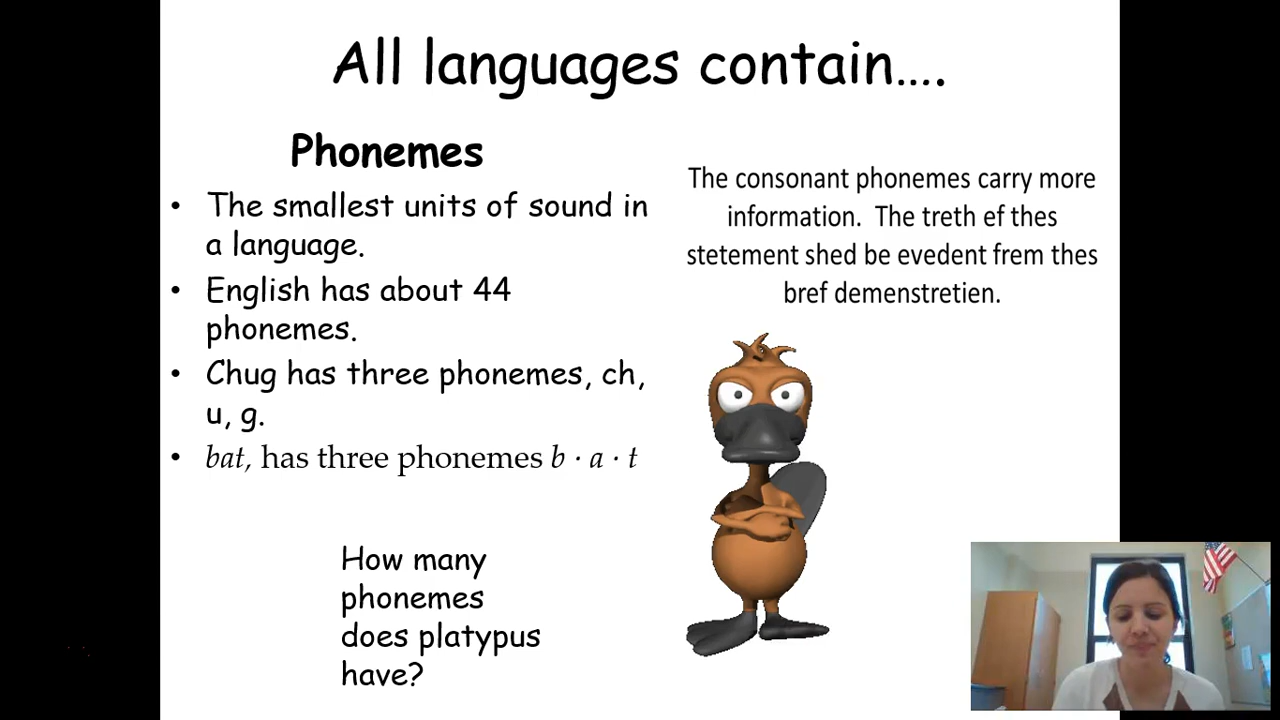 All languages contain....
Phonemes
• The smallest units of sound in
a language.
• English has about 44
phonemes.
• Chug has three phonemes, ch,
u, g.
• bat, has three phonemes b · a · t
How many
phonemes
does platypus
have?
The consonant phonemes carry more
information. The treth ef thes
stetement shed be evedent frem thes
bref demenstretien.